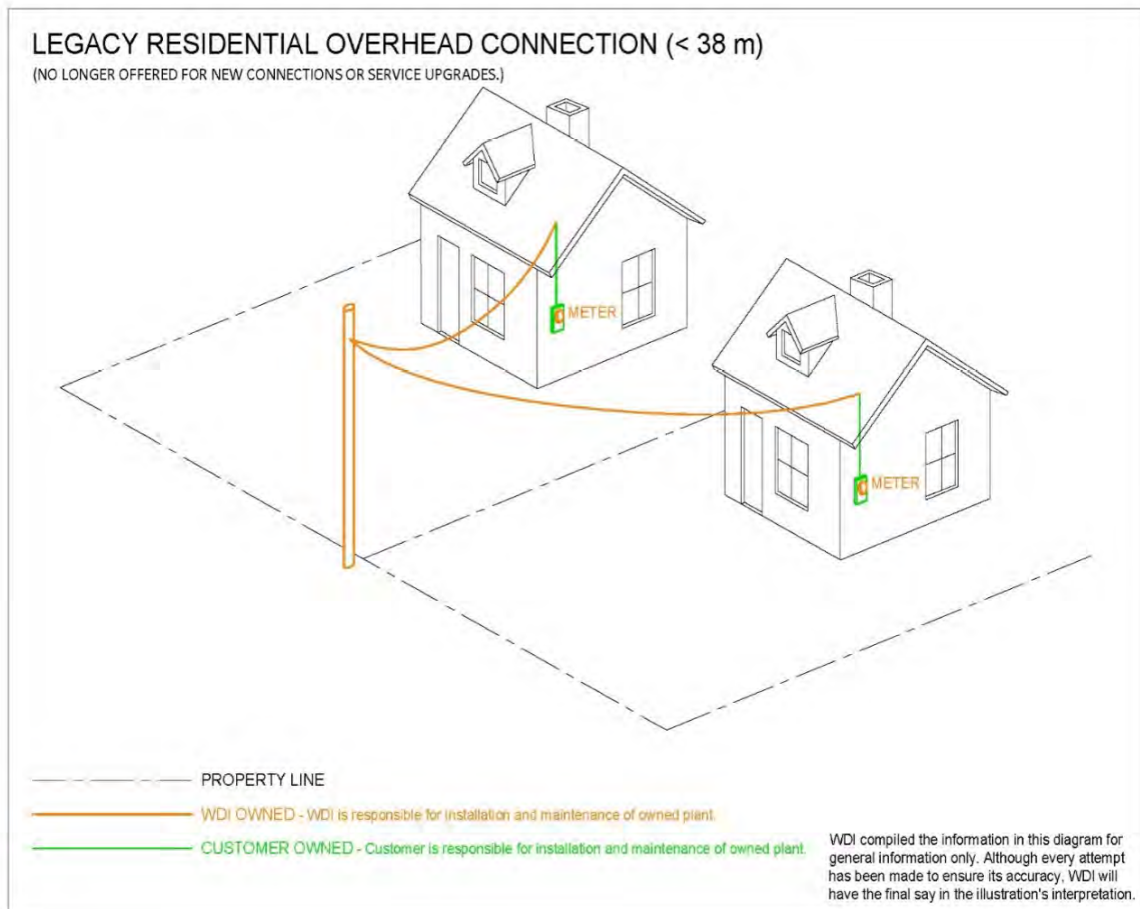 LEGACY RESIDENTIAL OVERHEAD CONNECTION (< 38 m)
(NO LONGER OFFERED FOR NEW CONNECTIONS OR SERVICE UPGRADES.)
METER
METER
PROPERTY LINE
WDI OWNED - WDI is responsible for installation and maintenance of owned plant.
CUSTOMER OWNED - Customer is responsible for installation and maintenance of owned plant.
WDI compiled the information in this diagram for
general information only. Although every attempt
has been made to ensure its accuracy, WDI will
have the final say in the illustration's interpretation.